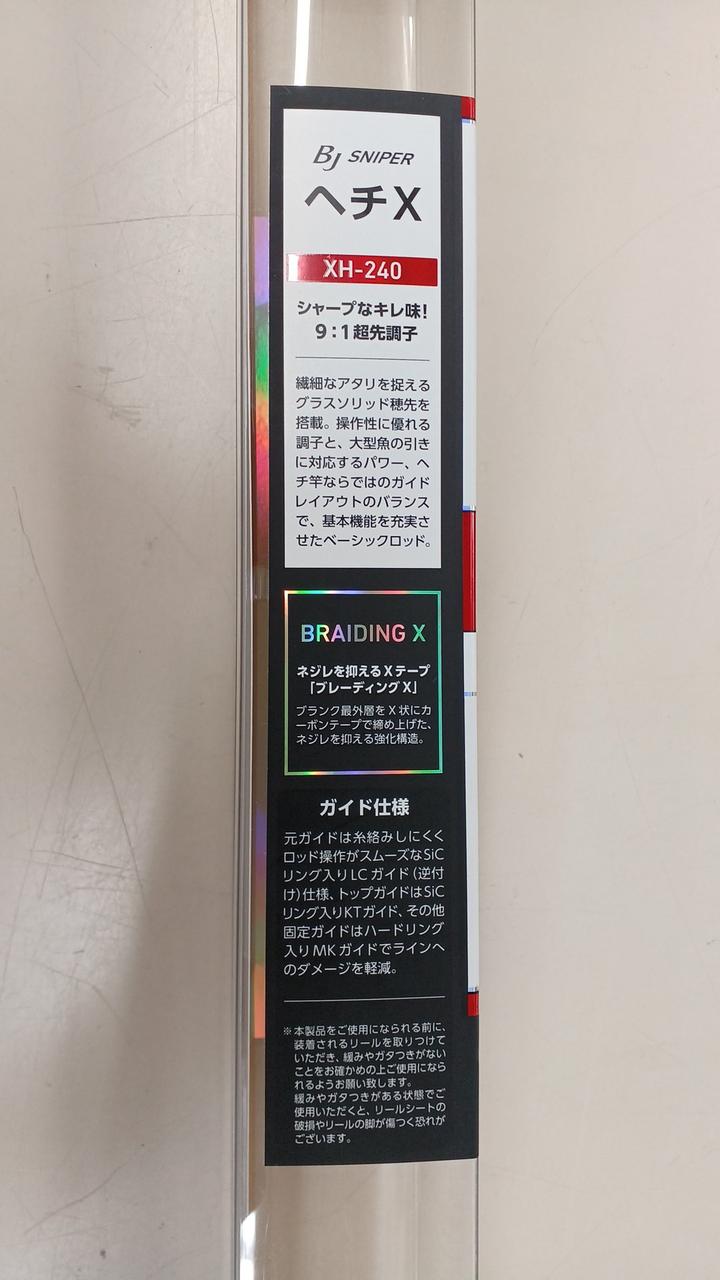 BJ SNIPER
ヘチX
XH-240
シャープなキレ味！
9：1超先調子
繊細なアタリを捉える
グラスソリッド穂先を
搭載。操作性に優れる
調子と、大型魚の引き
に対応するパワー、ヘ
チ竿ならではのガイド
レイアウトのバランス
で、基本機能を充実さ
せたベーシックロッド。
BRAIDING X
ネジレを抑えるXテープ
「ブレーディングX」
ブランク最外層をX状にカ
ーボンテープで締め上げた、
ネジレを抑える強化構造。
ガイド仕様
元ガイドは糸絡みしにくく
ロッド操作がスムーズなSiC
リング入りLCガイド（逆付
け）仕様、トップガイドはSiC
リング入りKTガイド、その他
固定ガイドはハードリング
入りMKガイドでラインへ
のダメージを軽減。
※本製品をご使用になられる前に、
装着されるリールを取りつけて
いただき、緩みやガタつきがない
ことをお確かめの上ご使用になら
れるようお願い致します。
緩みやガタつきがある状態でご
使用いただくと、リールシートの
破損やリールの脚が傷つく恐れが
ございます。